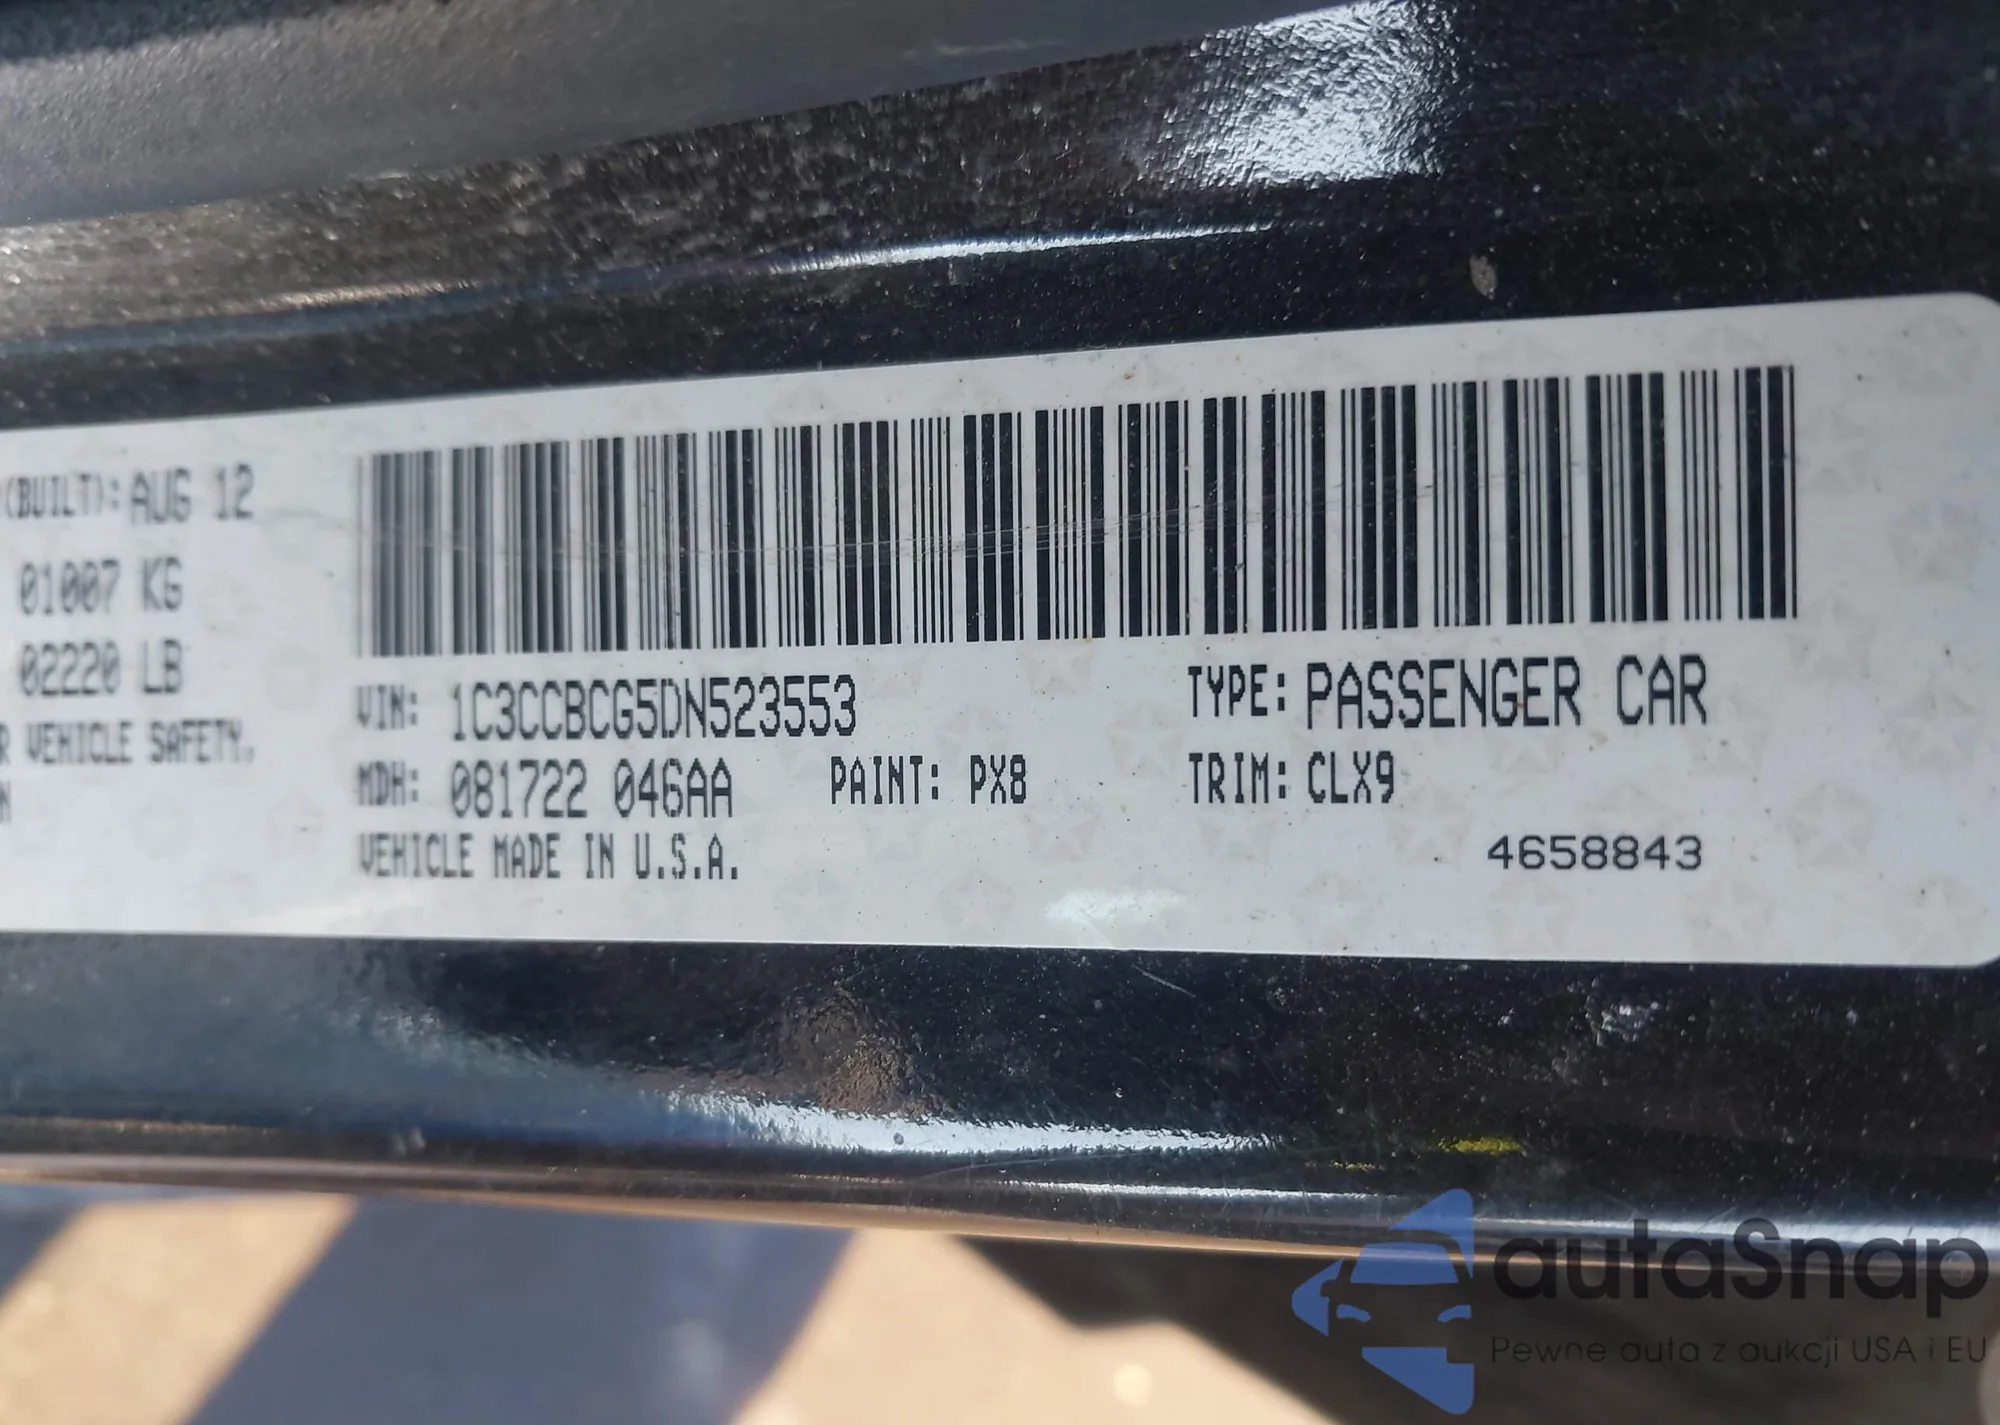 (BUILT): AUG 12
01007 KG
02220 LB
R VEHICLE SAFETY,
N
VIN: 1C3CCBCG5DN523553
TYPE: PASSENGER CAR
MDH: 081722 046AA
PAINT: PX8
TRIM: CLX9
VEHICLE MADE IN U.S.A.
4658843
autaSnap
Pewne auta z aukcji USA i EU